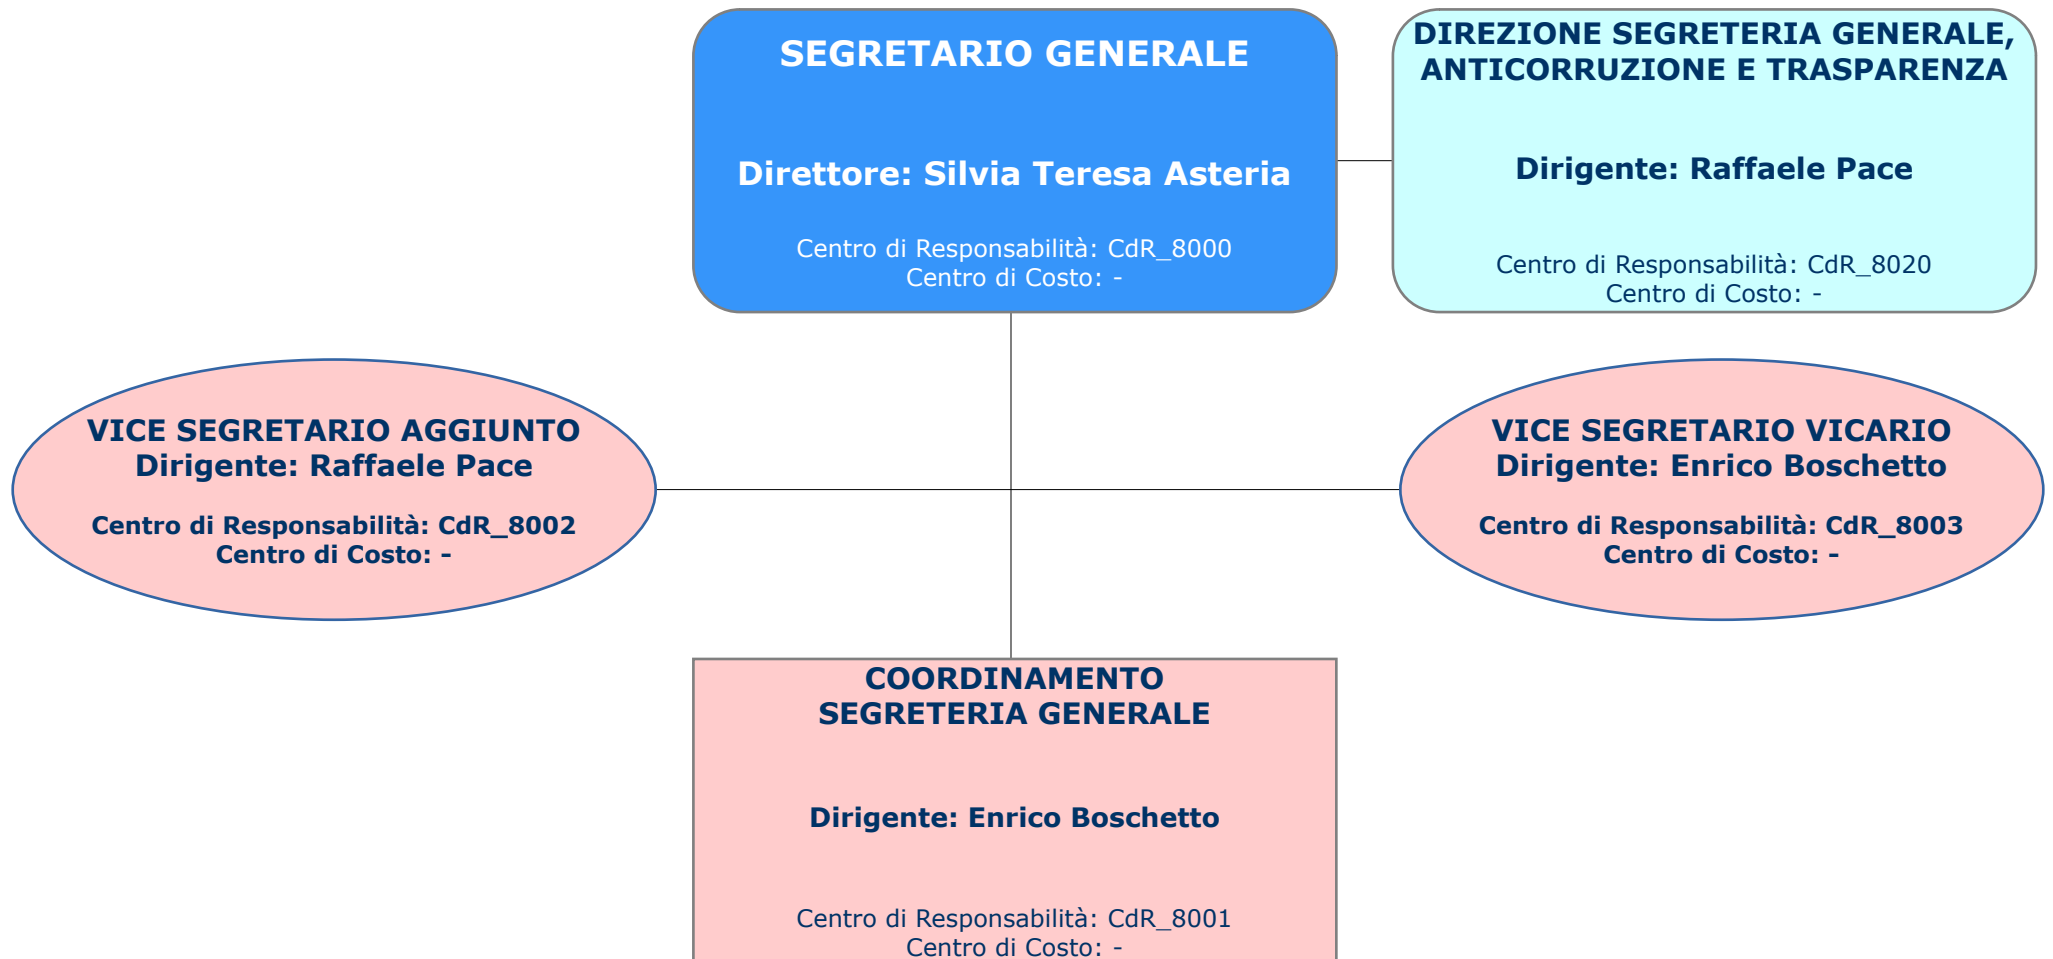 SEGRETARIO GENERALE
Direttore: Silvia Teresa Asteria
Centro di Responsabilità: CdR_8000
Centro di Costo: -
DIREZIONE SEGRETERIA GENERALE,
ANTICORRUZIONE E TRASPARENZA
Dirigente: Raffaele Pace
Centro di Responsabilità: CdR_8020
Centro di Costo: -
VICE SEGRETARIO AGGIUNTO
Dirigente: Raffaele Pace
Centro di Responsabilità: CdR_8002
Centro di Costo: -
VICE SEGRETARIO VICARIO
Dirigente: Enrico Boschetto
Centro di Responsabilità: CdR_8003
Centro di Costo: -
COORDINAMENTO
SEGRETERIA GENERALE
Dirigente: Enrico Boschetto
Centro di Responsabilità: CdR_8001
Centro di Costo: -